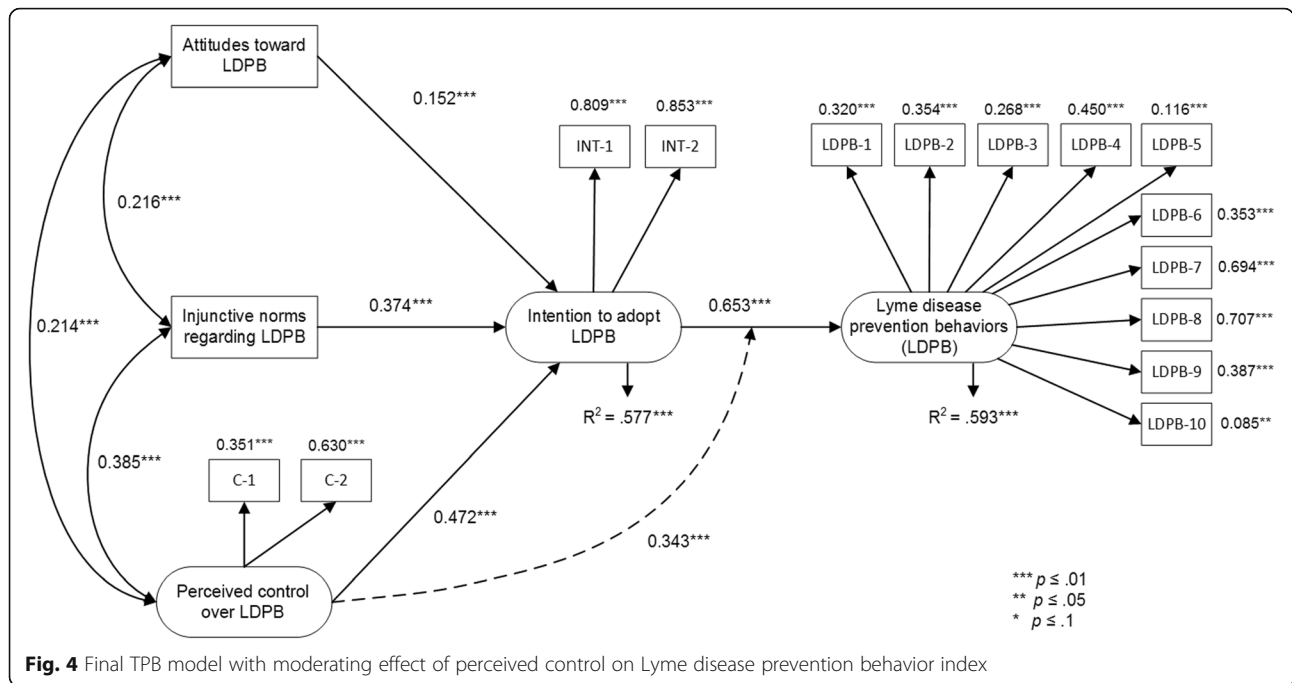 Attitudes toward
LDPB
0.152***
0.809***
0.853***
INT-1
INT-2
0.320***
0.354***
0.268***
0.450***
0.116***
LDPB-1
LDPB-2
LDPB-3
LDPB-4
LDPB-5
0.216***
LDPB-6
0.353***
LDPB-7
0.694***
0.214***
Injunctive norms
regarding LDPB
0.374***
Intention to adopt
LDPB
0.653***
Lyme disease
prevention behaviors
(LDPB)
LDPB-8
0.707***
LDPB-9
0.387***
R² = .577***
R² = .593***
LDPB-10
0.085**
0.385***
0.351***
0.630***
C-1
C-2
0.472***
0.343***
Perceived control
over LDPB
*** p ≤ .01
** p ≤ .05
* p ≤ .1
Fig. 4 Final TPB model with moderating effect of perceived control on Lyme disease prevention behavior index